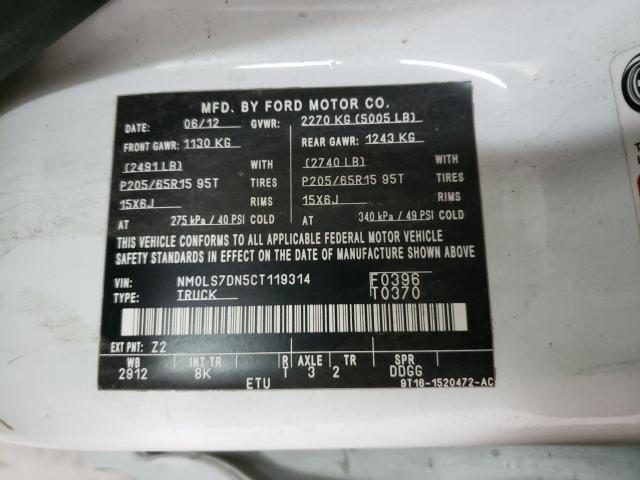 MFD. BY FORD MOTOR CO.
DATE: 06/12 GVWR: 2270 KG (5005 LB)
FRONT GAWR: 1130 KG REAR GAWR: 1243 KG
(2491 LB) WITH (2740 LB) WITH
P205/65R15 95T TIRES P205/65R15 95T TIRES
15X6J RIMS 15X6J RIMS
AT 275 kPa / 40 PSI COLD AT 340 kPa / 49 PSI COLD
THIS VEHICLE CONFORMS TO ALL APPLICABLE FEDERAL MOTOR VEHICLE
SAFETY STANDARDS IN EFFECT ON THE DATE OF MANUFACTURE SHOWN ABOVE.
VIN: NM0LS7DN5CT119314 F0396
TYPE: TRUCK T0370
EXT PNT: Z2
WB INT TR R AXLE TR SPR
2912 8K 1 3 2 DDGG
ETU 9T16-1520472-AC